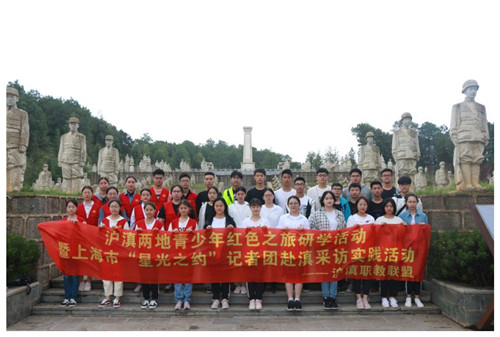 沪滇两地青少年红色之旅研学活动
暨上海市“星光之约”记者团赴滇采访实践活动
——沪滇职教联盟